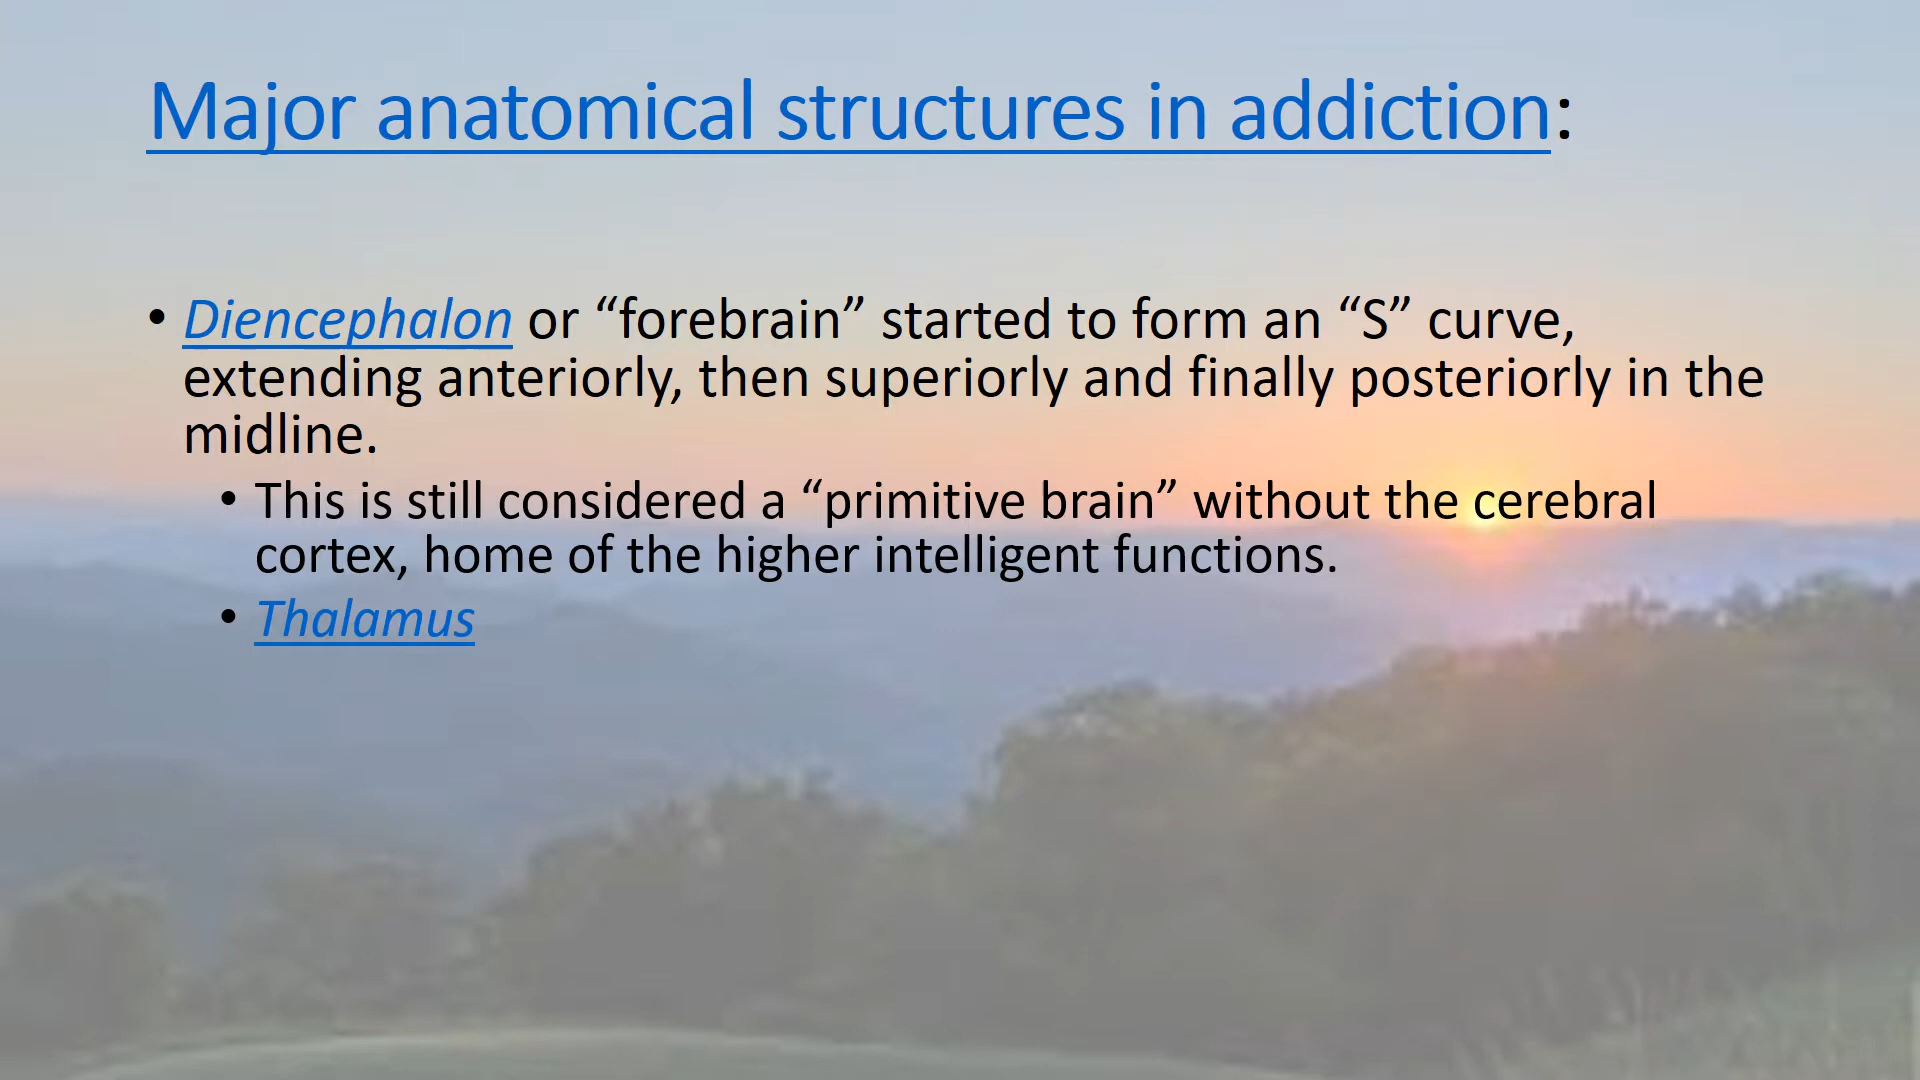 Major anatomical structures in addiction:
• Diencephalon or “forebrain” started to form an “S” curve,
extending anteriorly, then superiorly and finally posteriorly in the
midline.
• This is still considered a “primitive brain” without the cerebral
cortex, home of the higher intelligent functions.
• Thalamus